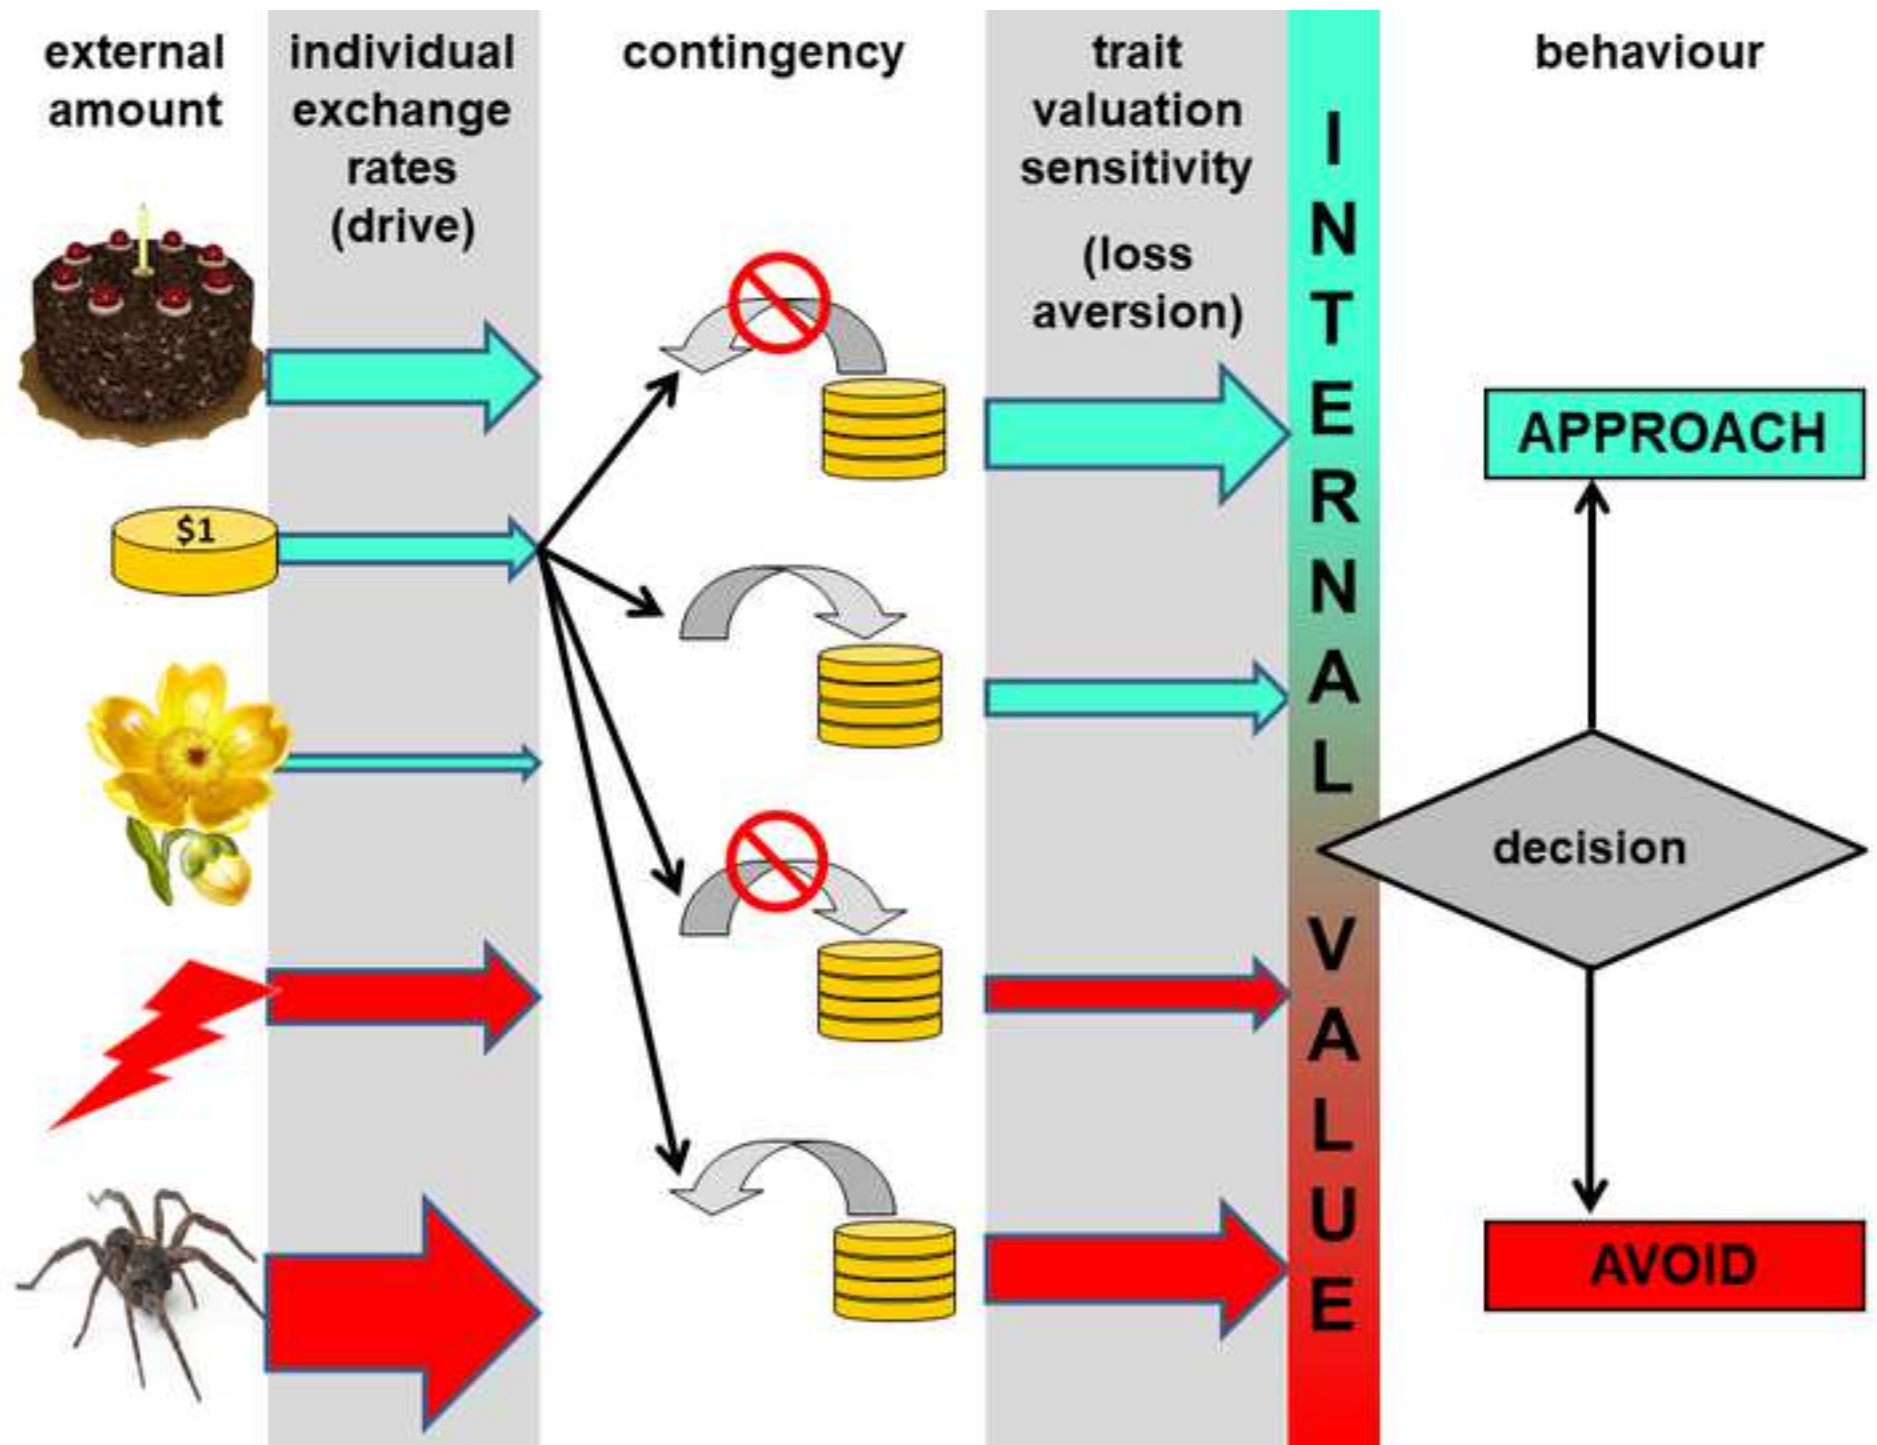 external
amount
individual
exchange
rates
(drive)
contingency
trait
valuation
sensitivity
(loss
aversion)
INTERNAL VALUE
behaviour
$1
APPROACH
decision
AVOID